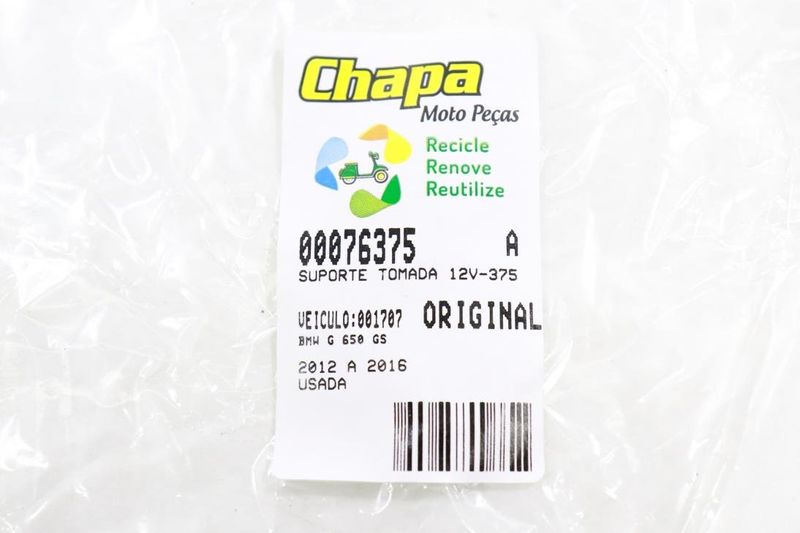 Chapa
Moto Peças
Recicle
Renove
Reutilize
00076375 A
SUPORTE TOMADA 12V-375
VEICULO:001707 ORIGINAL
BMW G 650 GS
2012 A 2016
USADA